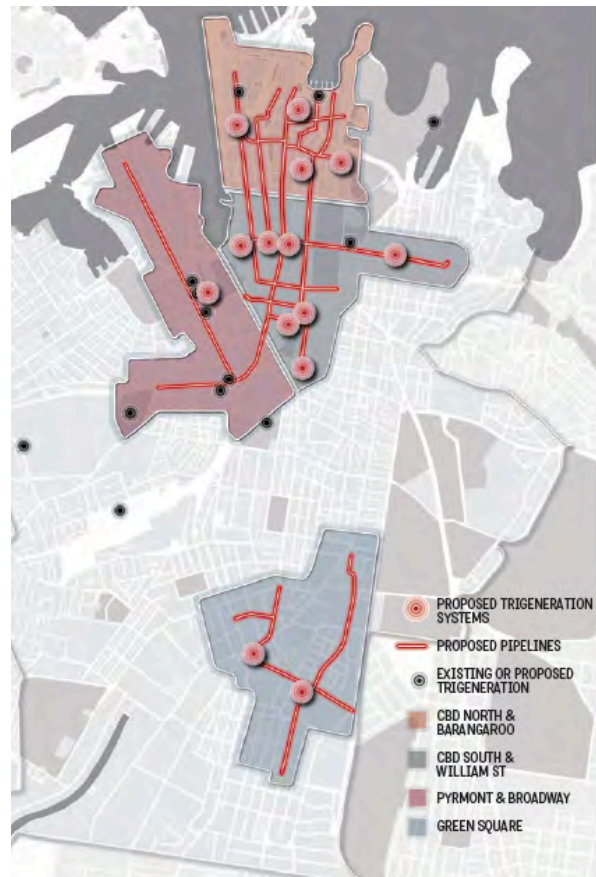 PROPOSED TRIGENERATION
SYSTEMS
PROPOSED PIPELINES
EXISTING OR PROPOSED
TRIGENERATION
CBD NORTH &
BARANGAROO
CBD SOUTH &
WILLIAM ST
PYRMONT & BROADWAY
GREEN SQUARE